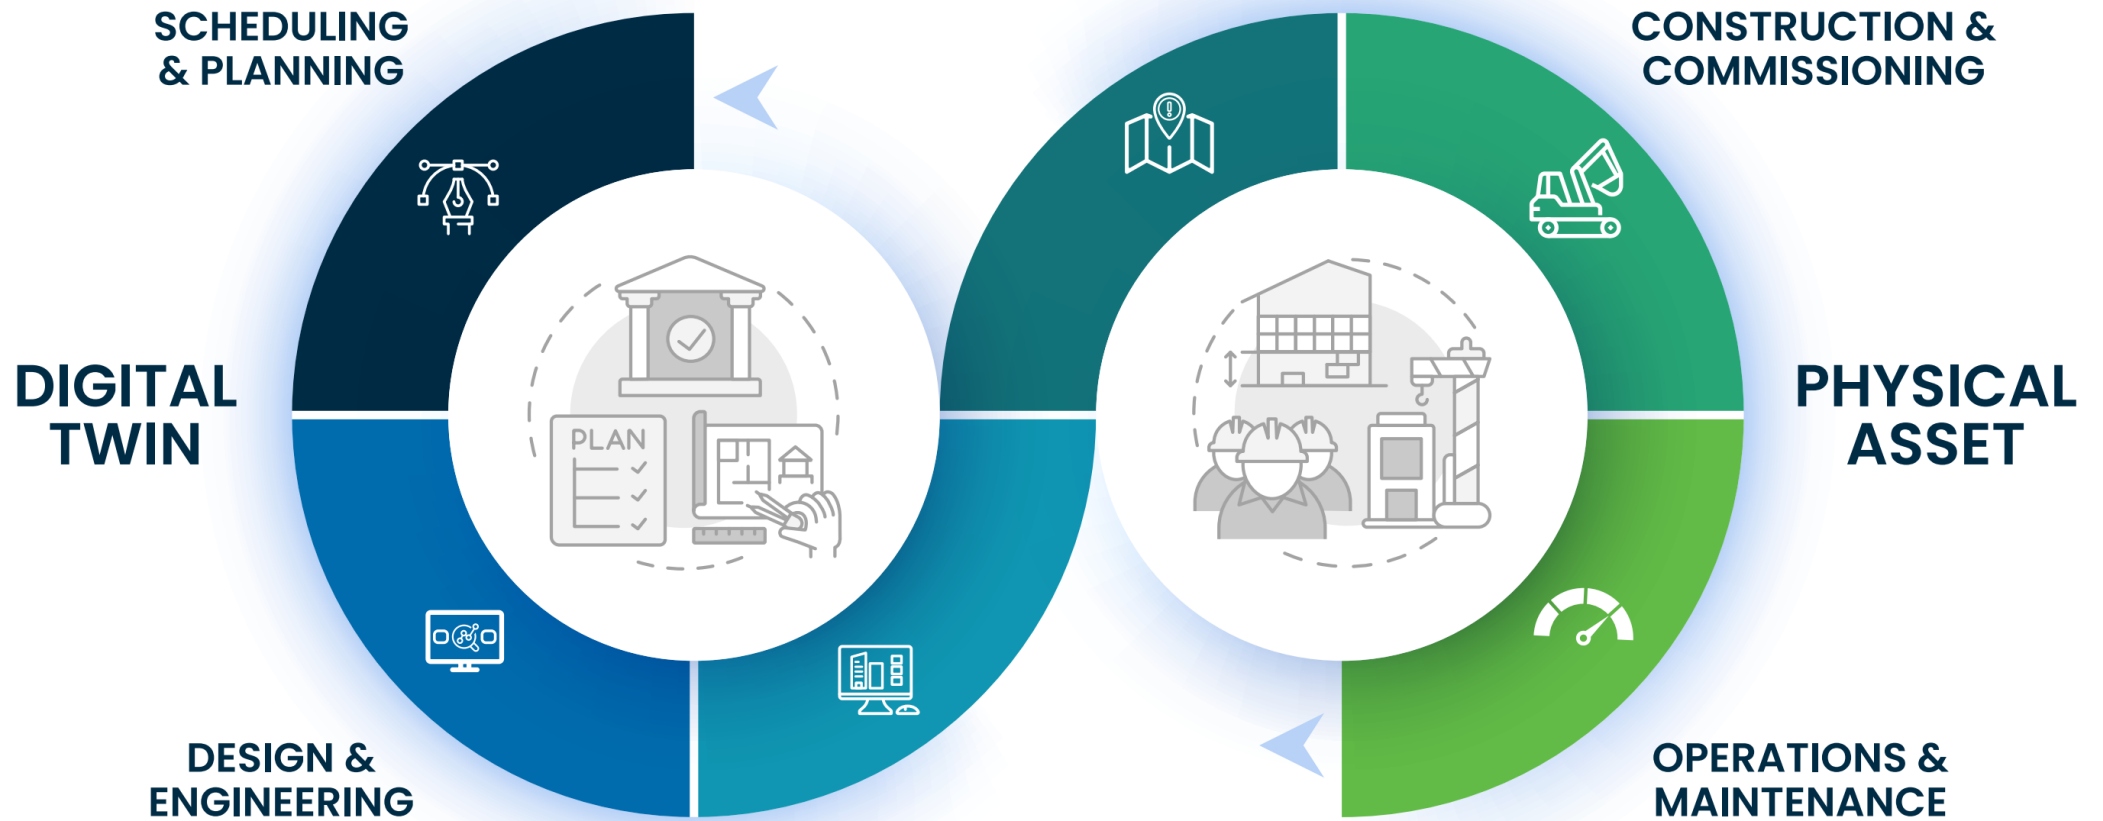 SCHEDULING
& PLANNING
CONSTRUCTION &
COMMISSIONING
DIGITAL
TWIN
PLAN
PHYSICAL
ASSET
DESIGN &
ENGINEERING
OPERATIONS &
MAINTENANCE